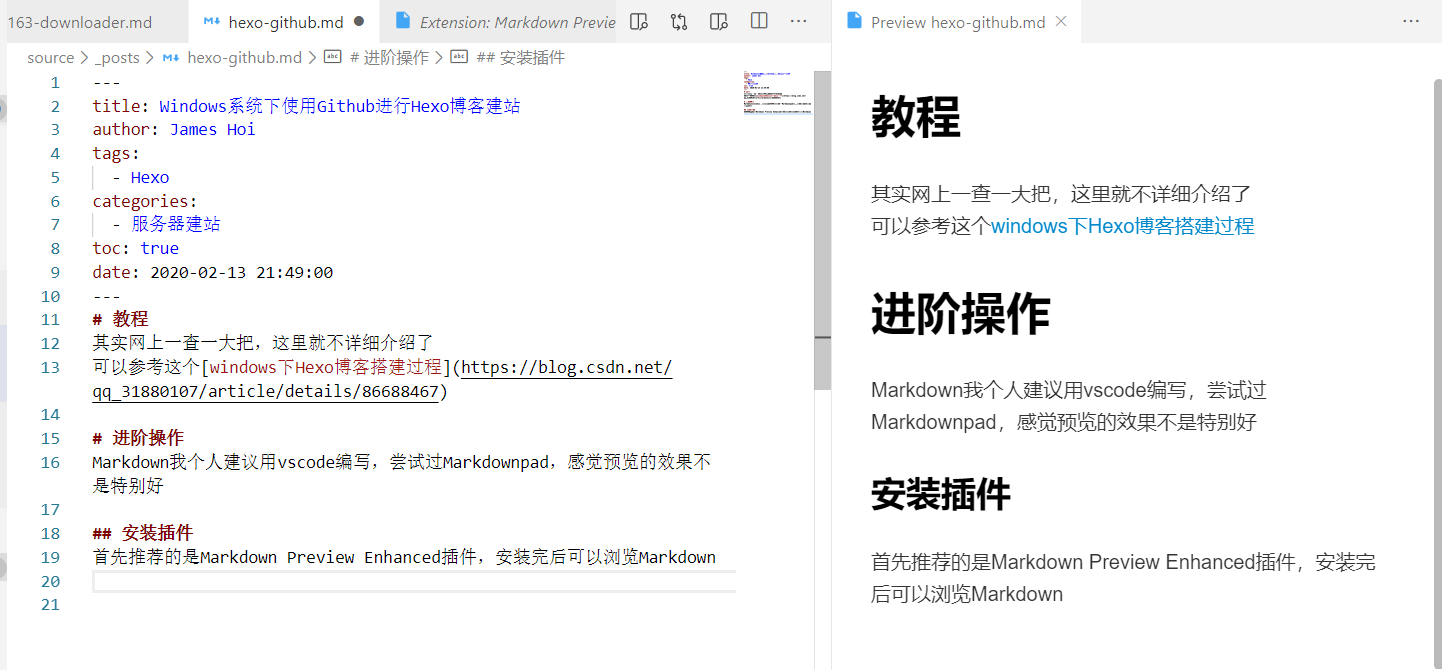 163-downloader.md
hexo-github.md
Extension: Markdown Previe
Preview hexo-github.md
source > _posts > hexo-github.md > # 进阶操作 > ## 安装插件
1 ---
2 title: Windows系统下使用Github进行Hexo博客建站
3 author: James Hoi
4 tags:
5 - Hexo
6 categories:
7 - 服务器建站
8 toc: true
9 date: 2020-02-13 21:49:00
10 ---
11 # 教程
12 其实网上一查一大把，这里就不详细介绍了
13 可以参考这个[windows下Hexo博客搭建过程](https://blog.csdn.net/
qq_31880107/article/details/86688467)
14
15 # 进阶操作
16 Markdown我个人建议用vscode编写，尝试过Markdownpad，感觉预览的效果不
是特别好
17
18 ## 安装插件
19 首先推荐的是Markdown Preview Enhanced插件，安装完后可以浏览Markdown
20
21
教程
其实网上一查一大把，这里就不详细介绍了
可以参考这个windows下Hexo博客搭建过程
进阶操作
Markdown我个人建议用vscode编写，尝试过
Markdownpad，感觉预览的效果不是特别好
安装插件
首先推荐的是Markdown Preview Enhanced插件，安装完
后可以浏览Markdown